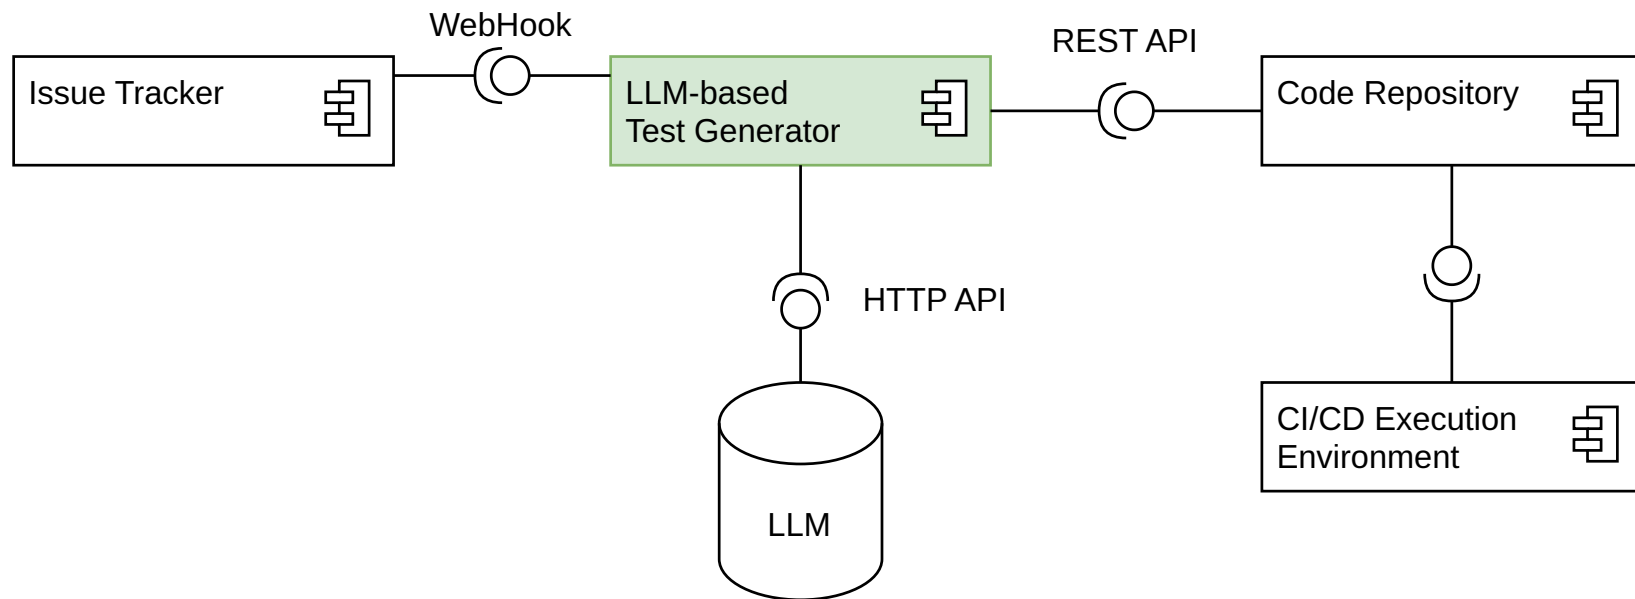 WebHook
REST API
Issue Tracker
LLM-based
Test Generator
Code Repository
HTTP API
CI/CD Execution
Environment
LLM